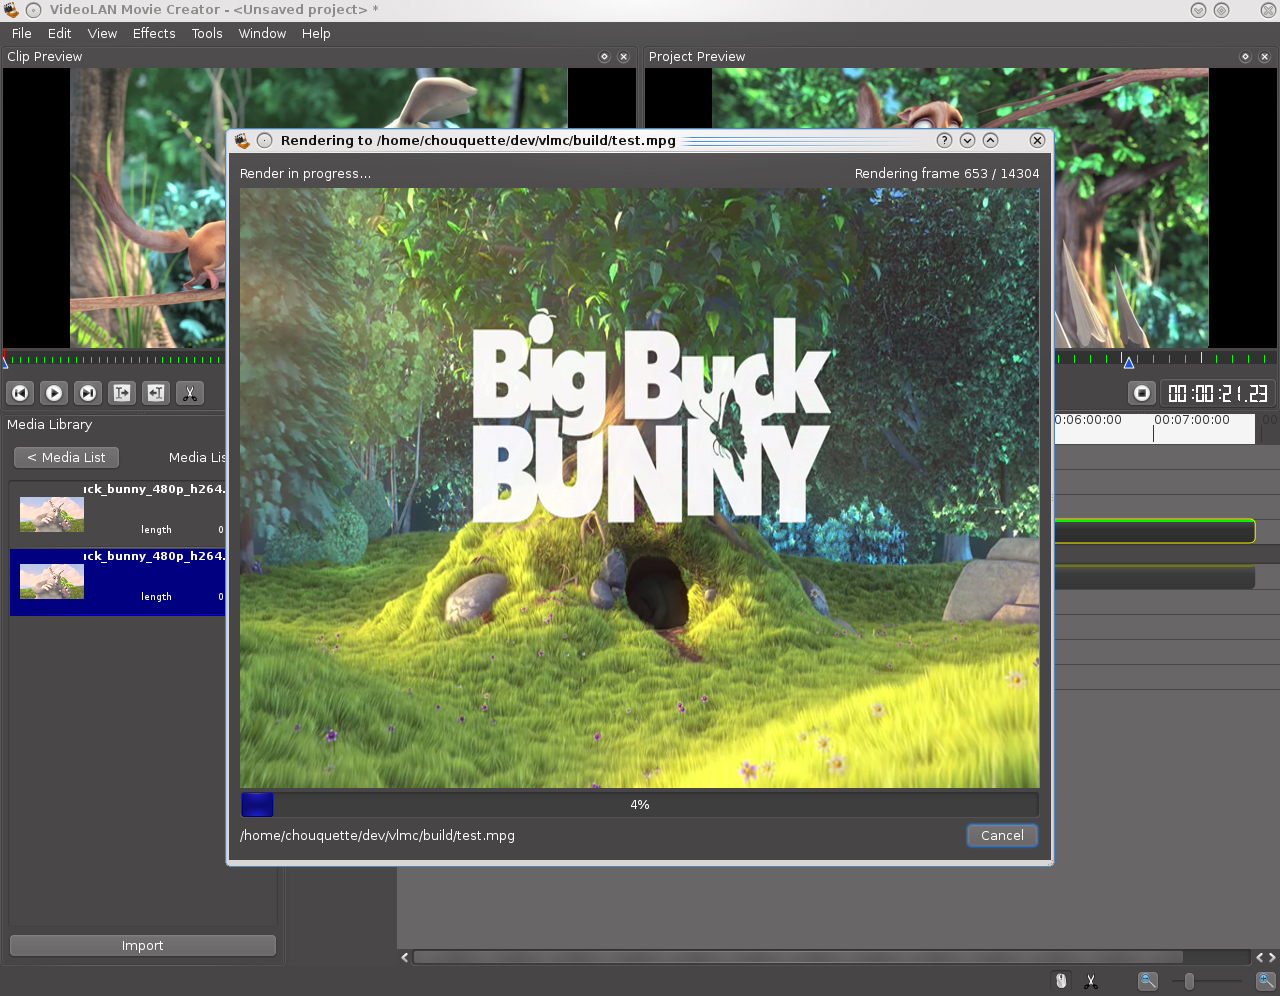 VideoLAN Movie Creator - <Unsaved project> *
File Edit View Effects Tools Window Help
Clip Preview
Project Preview
Rendering to /home/chouquette/dev/vlmc/build/test.mpg
Render in progress...
Rendering frame 653 / 14304
Big Buck
BUNNY
4%
/home/chouquette/dev/vlmc/build/test.mpg
Cancel
00:00:21.23
0:06:00:00 00:07:00:00
Media Library
< Media List
Media Lis
uck_bunny_480p_h264.
length 0
uck_bunny_480p_h264.
length 0
Import